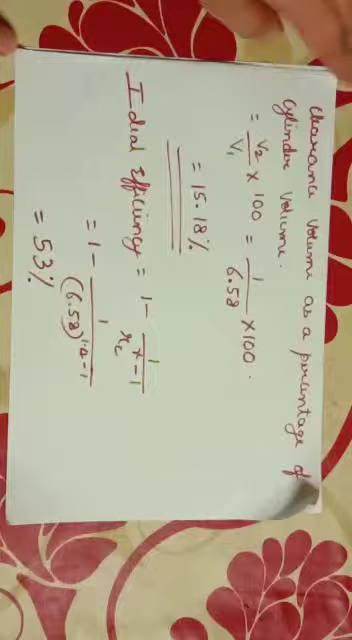 Clearance Volume as a percentage of
Cylinder Volume.
= V2/V1 × 100 = 1/6.58 × 100.
= 15.18%
Idial Efficiency = 1 - 1/rc^γ-1
= 1 - 1/(6.58)^1.4-1
= 53%